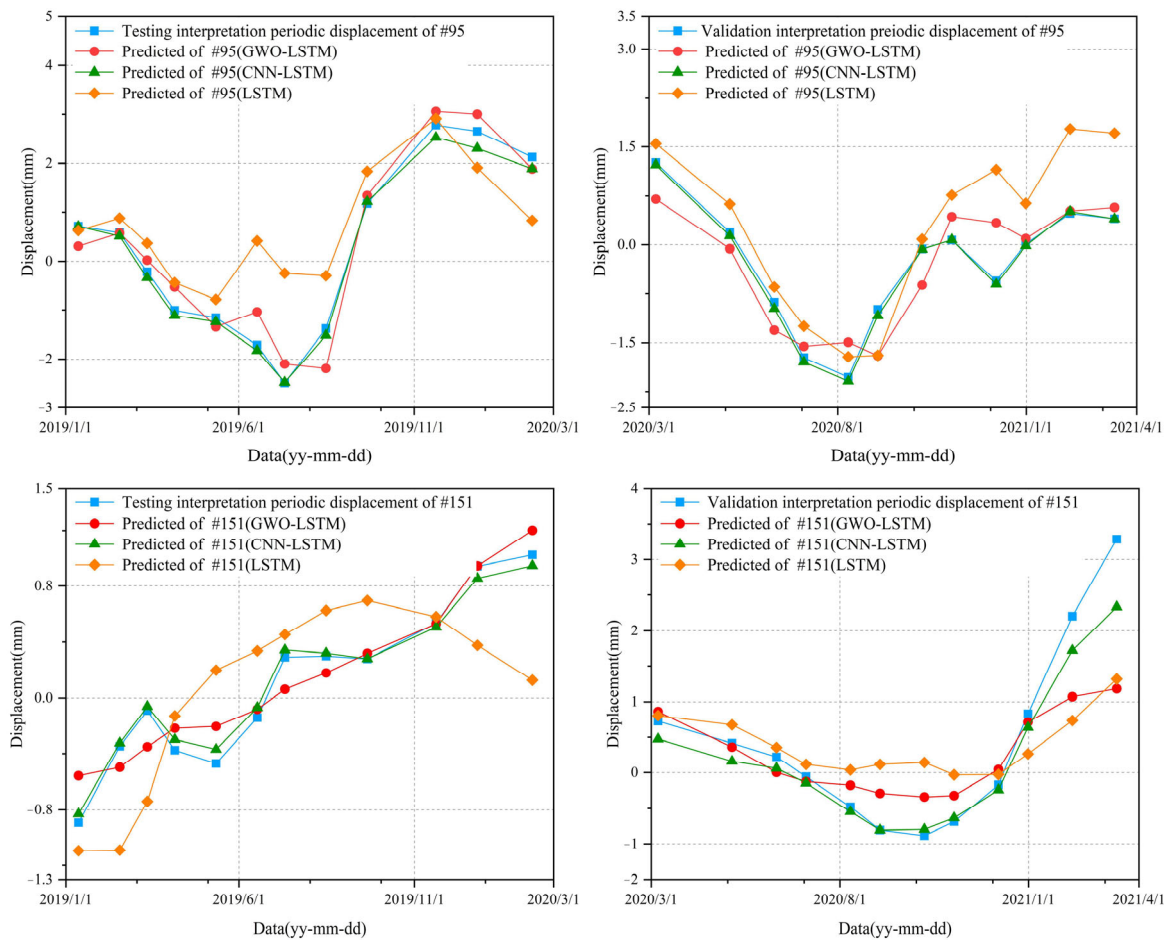 5
Testing interpretation periodic displacement of #95
Predicted of #95(GWO-LSTM)
Predicted of #95(CNN-LSTM)
Predicted of #95(LSTM)
4
2
0
−2
−3
Displacement(mm)
2019/1/1
2019/6/1
2019/11/1
2020/3/1
Data(yy-mm-dd)
3.5
Validation interpretation preiodic displacement of #95
Predicted of #95(GWO-LSTM)
Predicted of #95(CNN-LSTM)
Predicted of #95(LSTM)
3.0
1.5
0.0
−1.5
−2.5
Displacement(mm)
2020/3/1
2020/8/1
2021/1/1
2021/4/1
Data(yy-mm-dd)
1.5
Testing interpretation periodic displacement of #151
Predicted of #151(GWO-LSTM)
Predicted of #151(CNN-LSTM)
Predicted of #151(LSTM)
0.8
0.0
−0.8
−1.3
Displacement(mm)
2019/1/1
2019/6/1
2019/11/1
2020/3/1
Data(yy-mm-dd)
4
Validation interpretation periodic displacement of #151
Predicted of #151(GWO-LSTM)
Predicted of #151(CNN-LSTM)
Predicted of #151(LSTM)
3
2
1
0
−1
−2
Displacement(mm)
2020/3/1
2020/8/1
2021/1/1
2021/4/1
Data(yy-mm-dd)